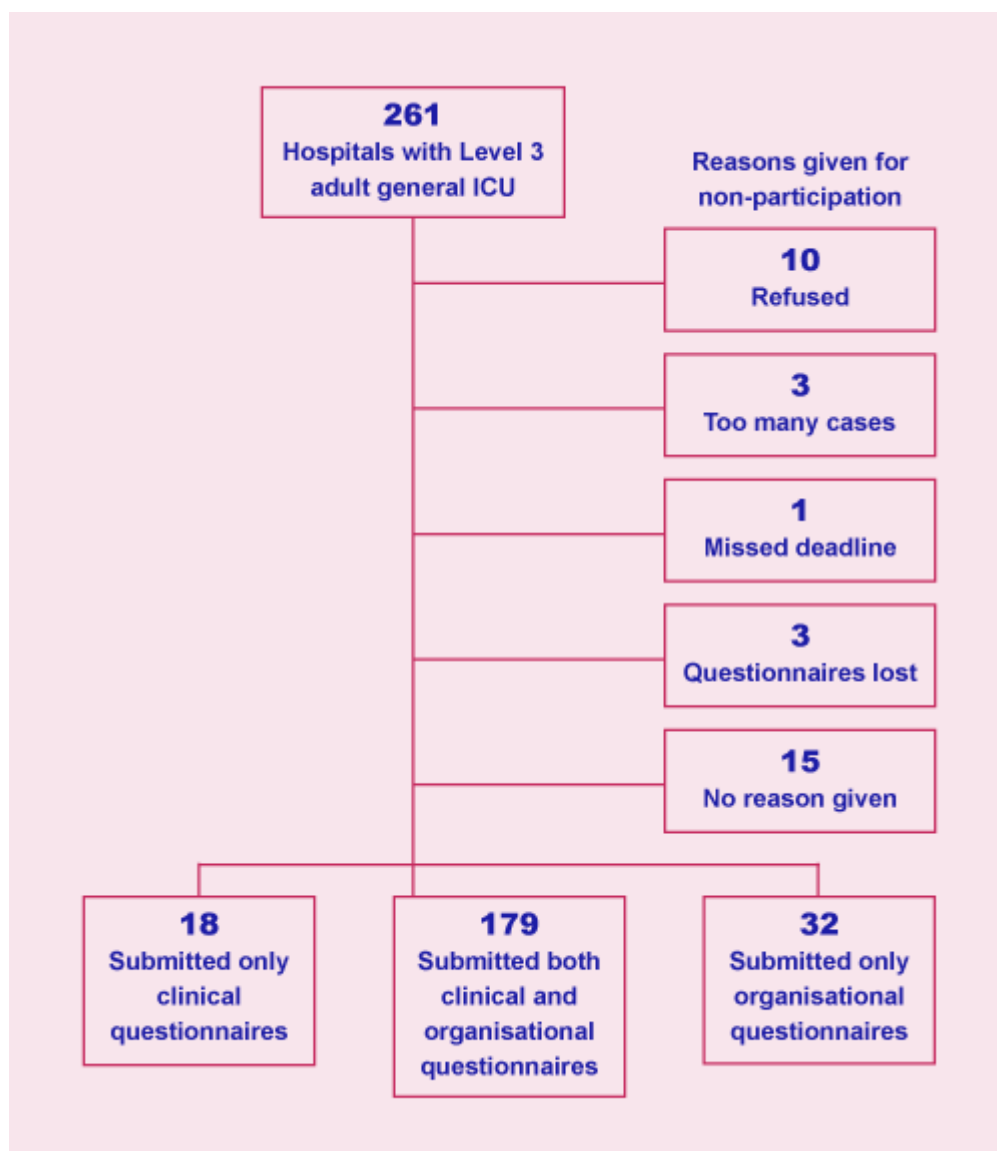 261
Hospitals with Level 3
adult general ICU
Reasons given for
non-participation
10
Refused
3
Too many cases
1
Missed deadline
3
Questionnaires lost
15
No reason given
18
Submitted only
clinical
questionnaires
179
Submitted both
clinical and
organisational
questionnaires
32
Submitted only
organisational
questionnaires